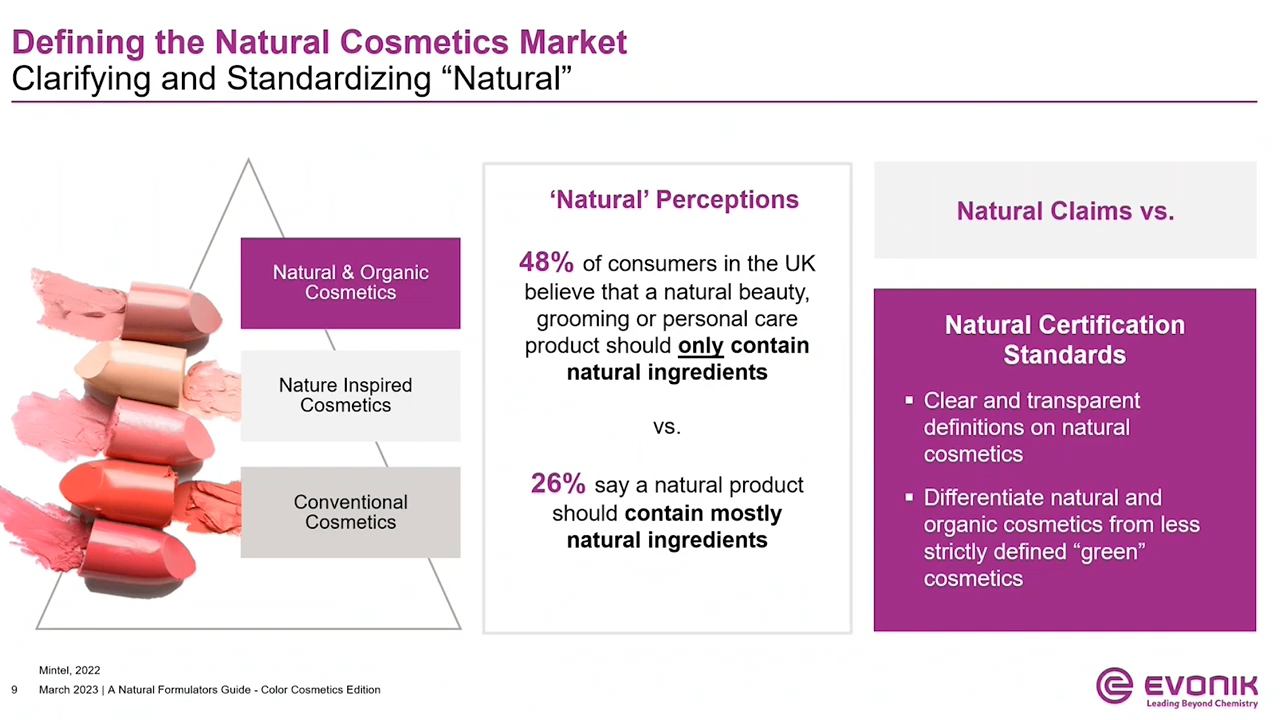 Defining the Natural Cosmetics Market
Clarifying and Standardizing “Natural”
Natural & Organic
Cosmetics
Nature Inspired
Cosmetics
Conventional
Cosmetics
‘Natural’ Perceptions
48% of consumers in the UK
believe that a natural beauty,
grooming or personal care
product should only contain
natural ingredients
vs.
26% say a natural product
should contain mostly
natural ingredients
Natural Claims vs.
Natural Certification
Standards
▪ Clear and transparent
definitions on natural
cosmetics
▪ Differentiate natural and
organic cosmetics from less
strictly defined “green”
cosmetics
Mintel, 2022
9 March 2023 | A Natural Formulators Guide - Color Cosmetics Edition
EVONIK
Leading Beyond Chemistry